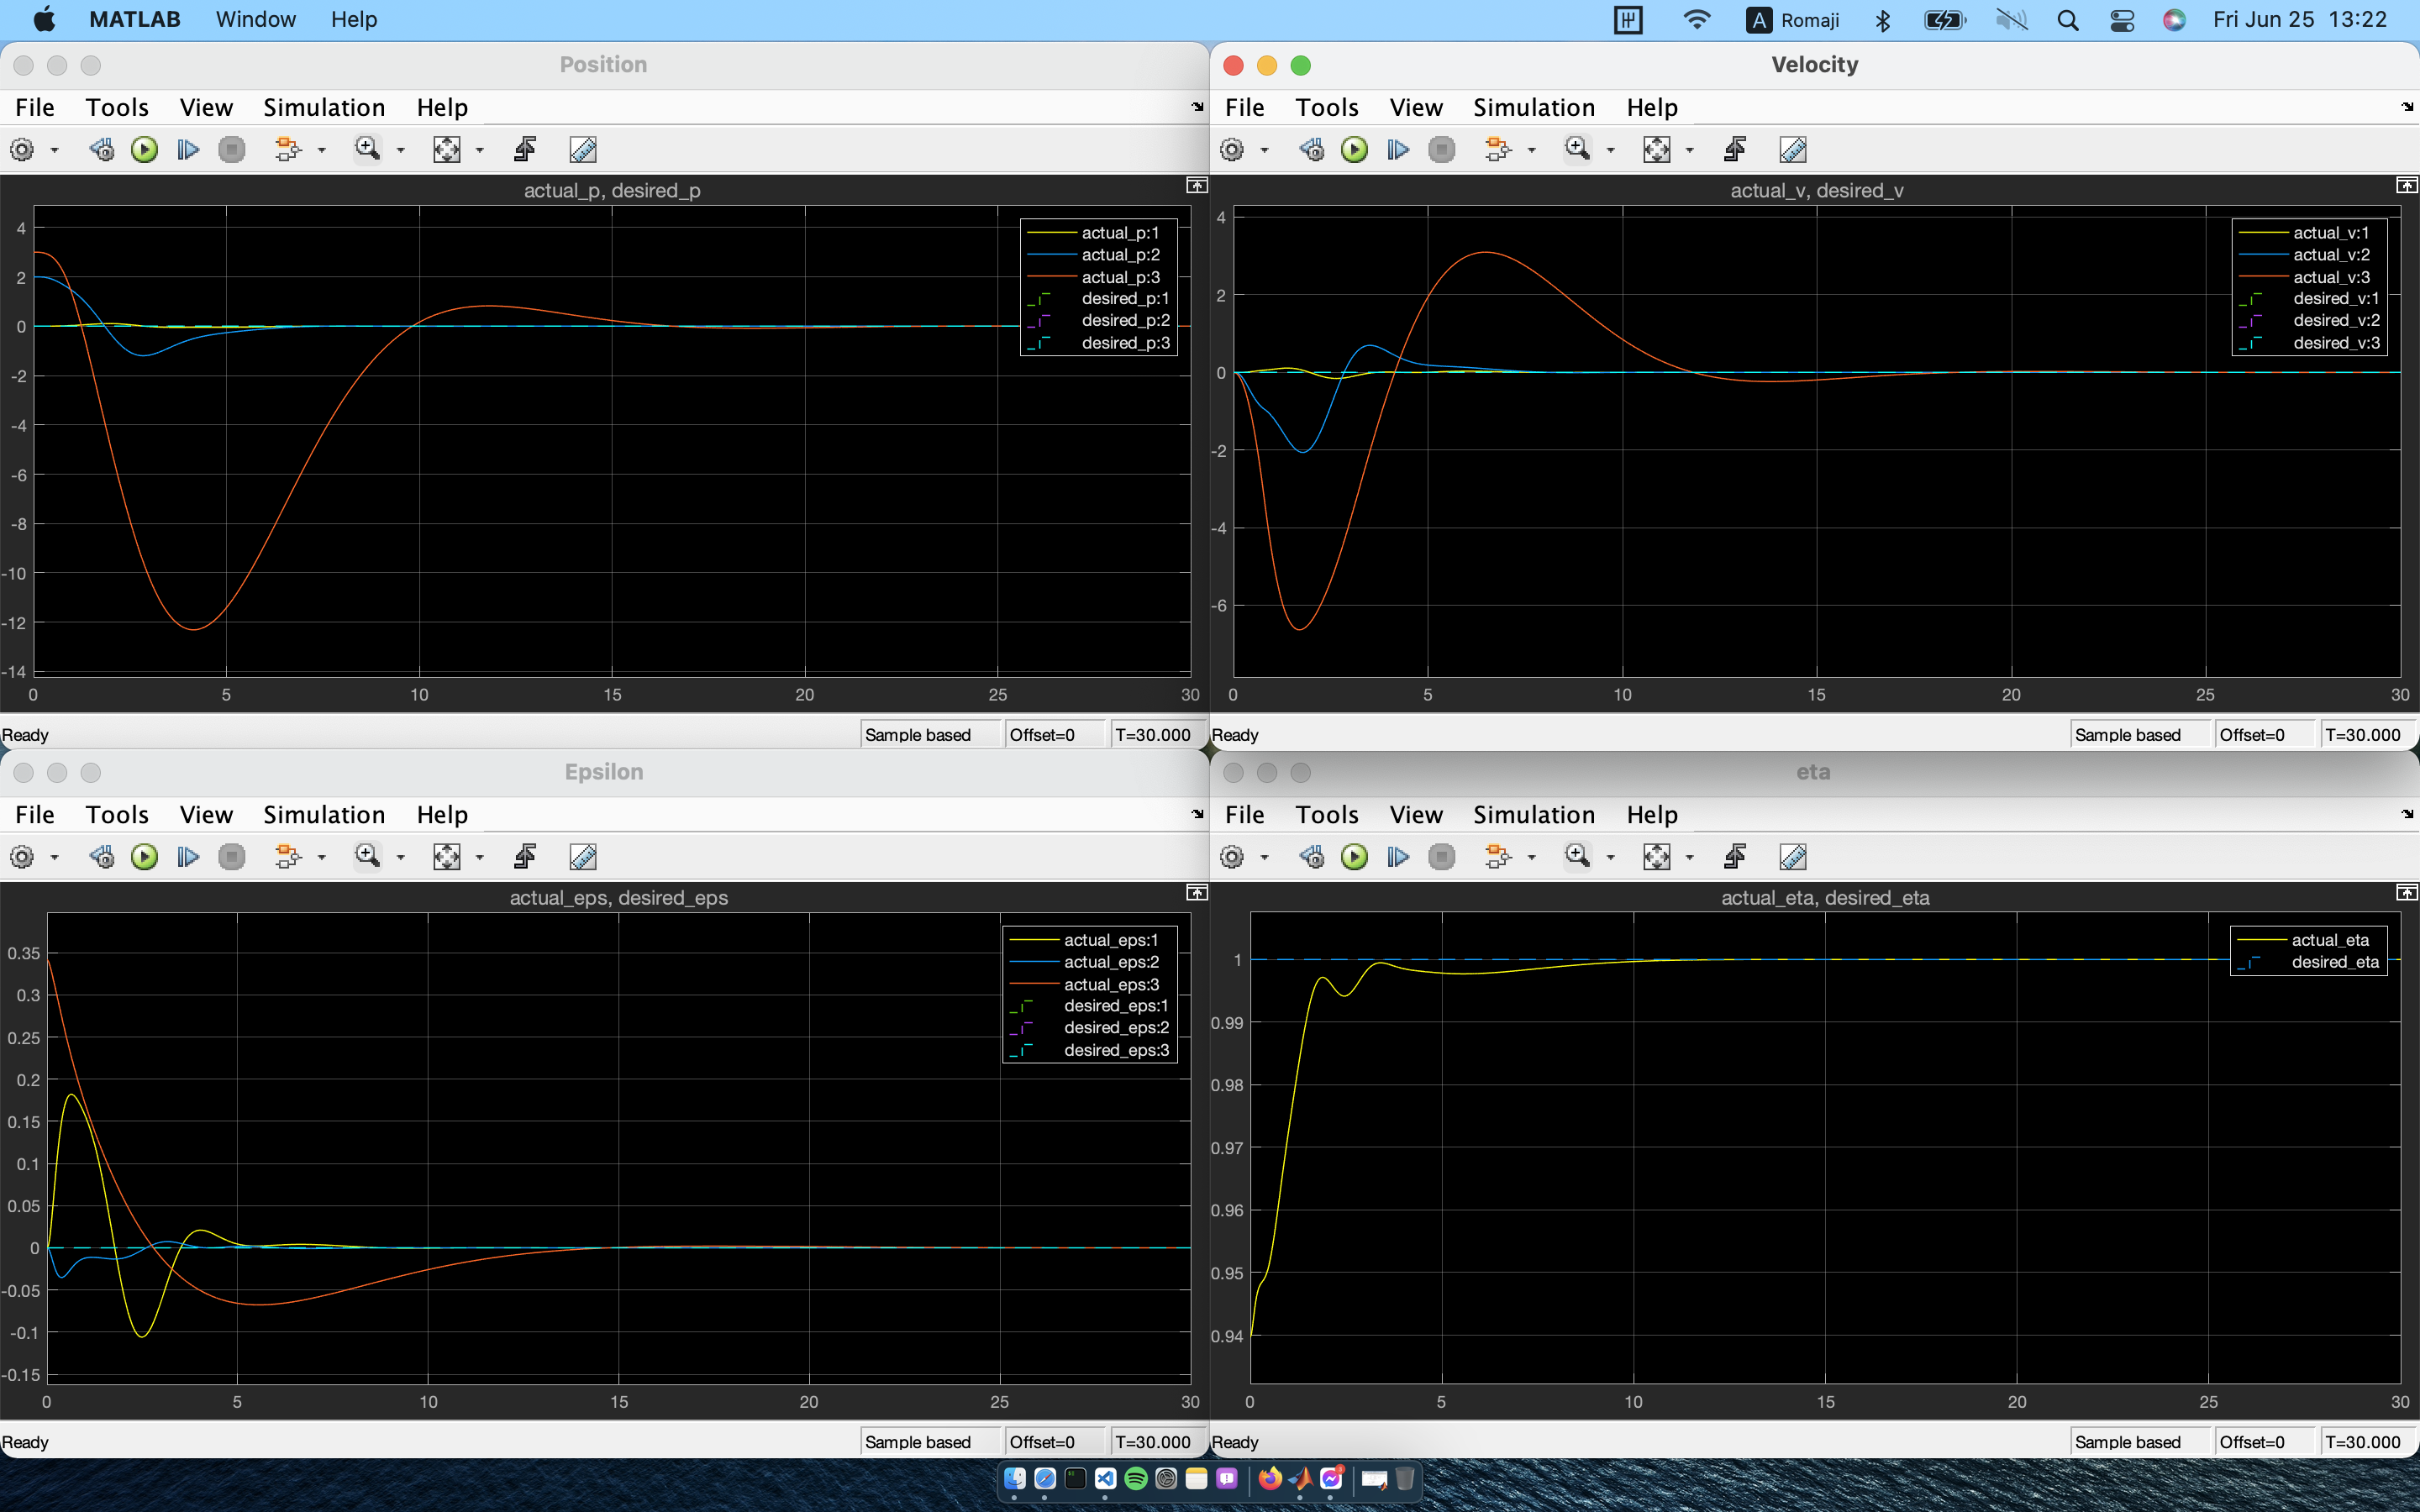 MATLAB Window Help A Romaji Fri Jun 25 13:22
Position
File Tools View Simulation Help
actual_p, desired_p
4
2
0
-2
-4
-6
-8
-10
-12
-14
0 5 10 15 20 25 30
actual_p:1
actual_p:2
actual_p:3
desired_p:1
desired_p:2
desired_p:3
Ready Sample based Offset=0 T=30.000
Velocity
File Tools View Simulation Help
actual_v, desired_v
4
2
0
-2
-4
-6
0 5 10 15 20 25 30
actual_v:1
actual_v:2
actual_v:3
desired_v:1
desired_v:2
desired_v:3
Ready Sample based Offset=0 T=30.000
Epsilon
File Tools View Simulation Help
actual_eps, desired_eps
0.35
0.3
0.25
0.2
0.15
0.1
0.05
0
-0.05
-0.1
-0.15
0 5 10 15 20 25 30
actual_eps:1
actual_eps:2
actual_eps:3
desired_eps:1
desired_eps:2
desired_eps:3
Ready Sample based Offset=0 T=30.000
eta
File Tools View Simulation Help
actual_eta, desired_eta
1
0.99
0.98
0.97
0.96
0.95
0.94
0 5 10 15 20 25 30
actual_eta
desired_eta
Ready Sample based Offset=0 T=30.000